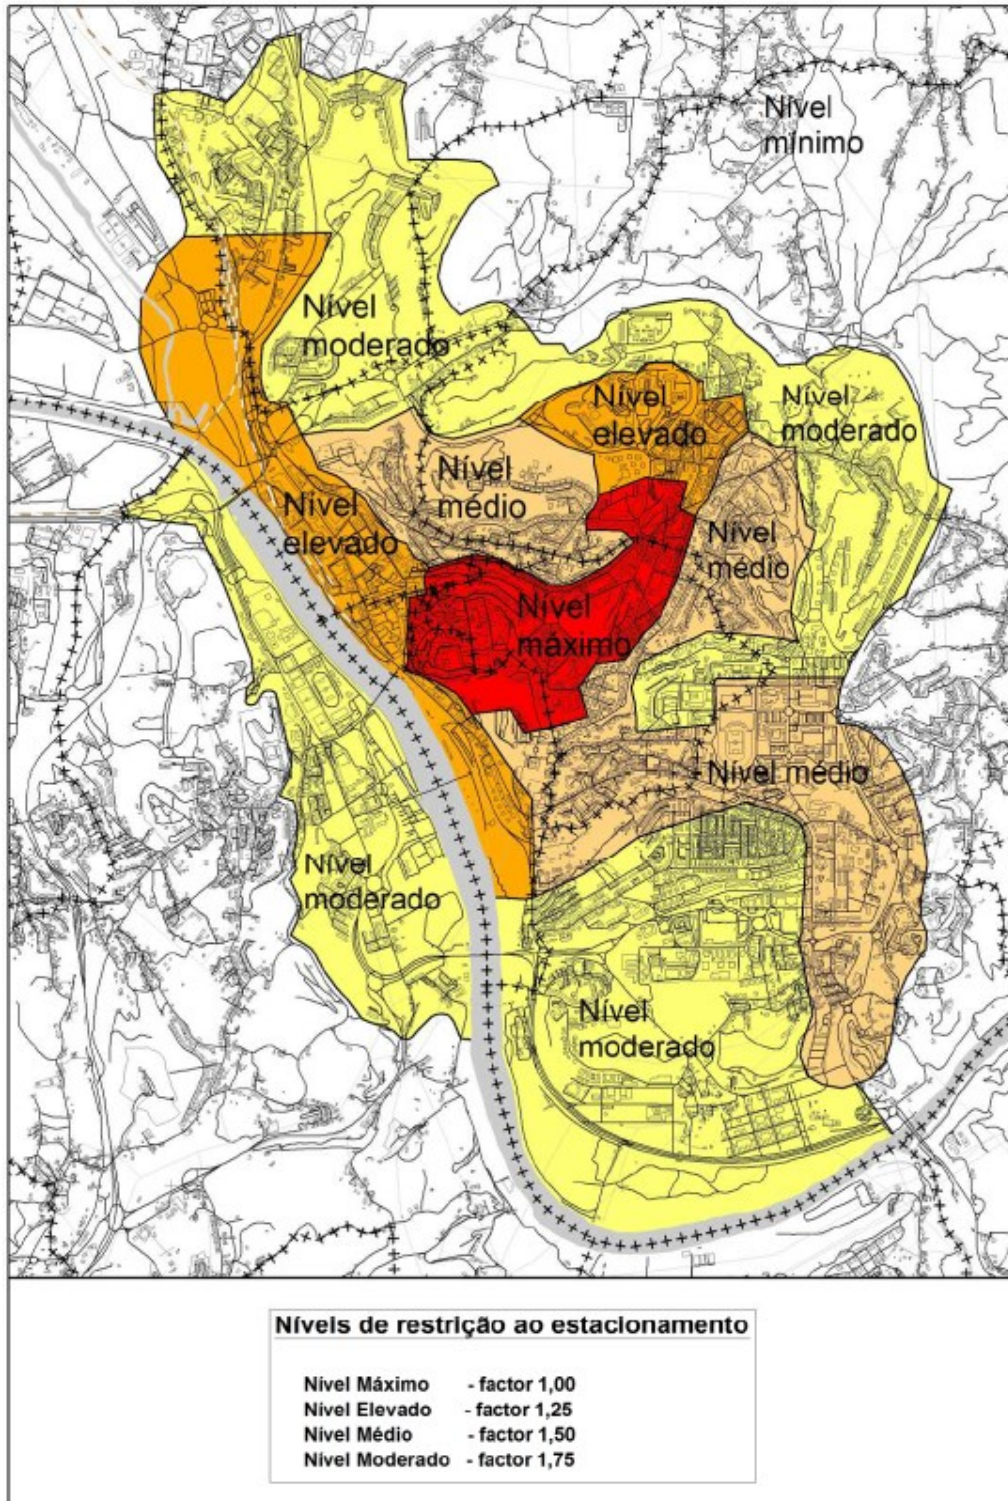 Nível
mínimo
Nível
moderado
Nível
elevado
Nível
moderado
Nível
médio
Nível
elevado
Nível
médio
Nível
máximo
Nível médio
Nível
moderado
Nível
moderado
Níveis de restrição ao estacionamento
Nível Máximo - factor 1,00
Nível Elevado - factor 1,25
Nível Médio - factor 1,50
Nível Moderado - factor 1,75